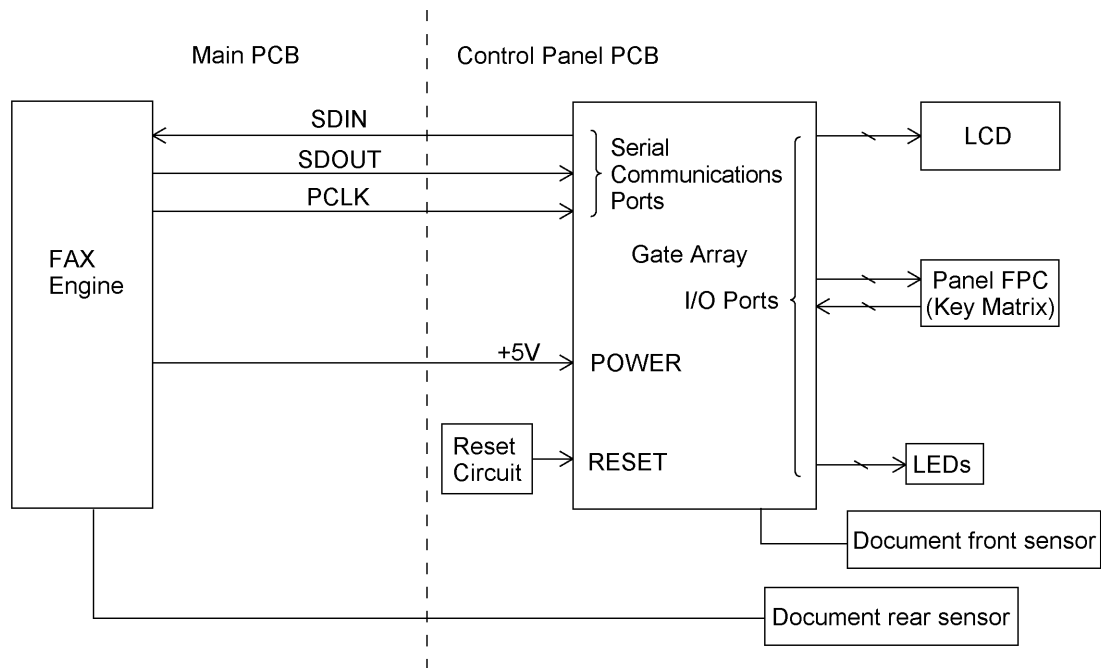 Main PCB
Control Panel PCB
SDIN
SDOUT
PCLK
Serial
Communications
Ports
LCD
FAX
Engine
Gate Array
I/O Ports
Panel FPC
(Key Matrix)
+5V
POWER
Reset
Circuit
RESET
LEDs
Document front sensor
Document rear sensor